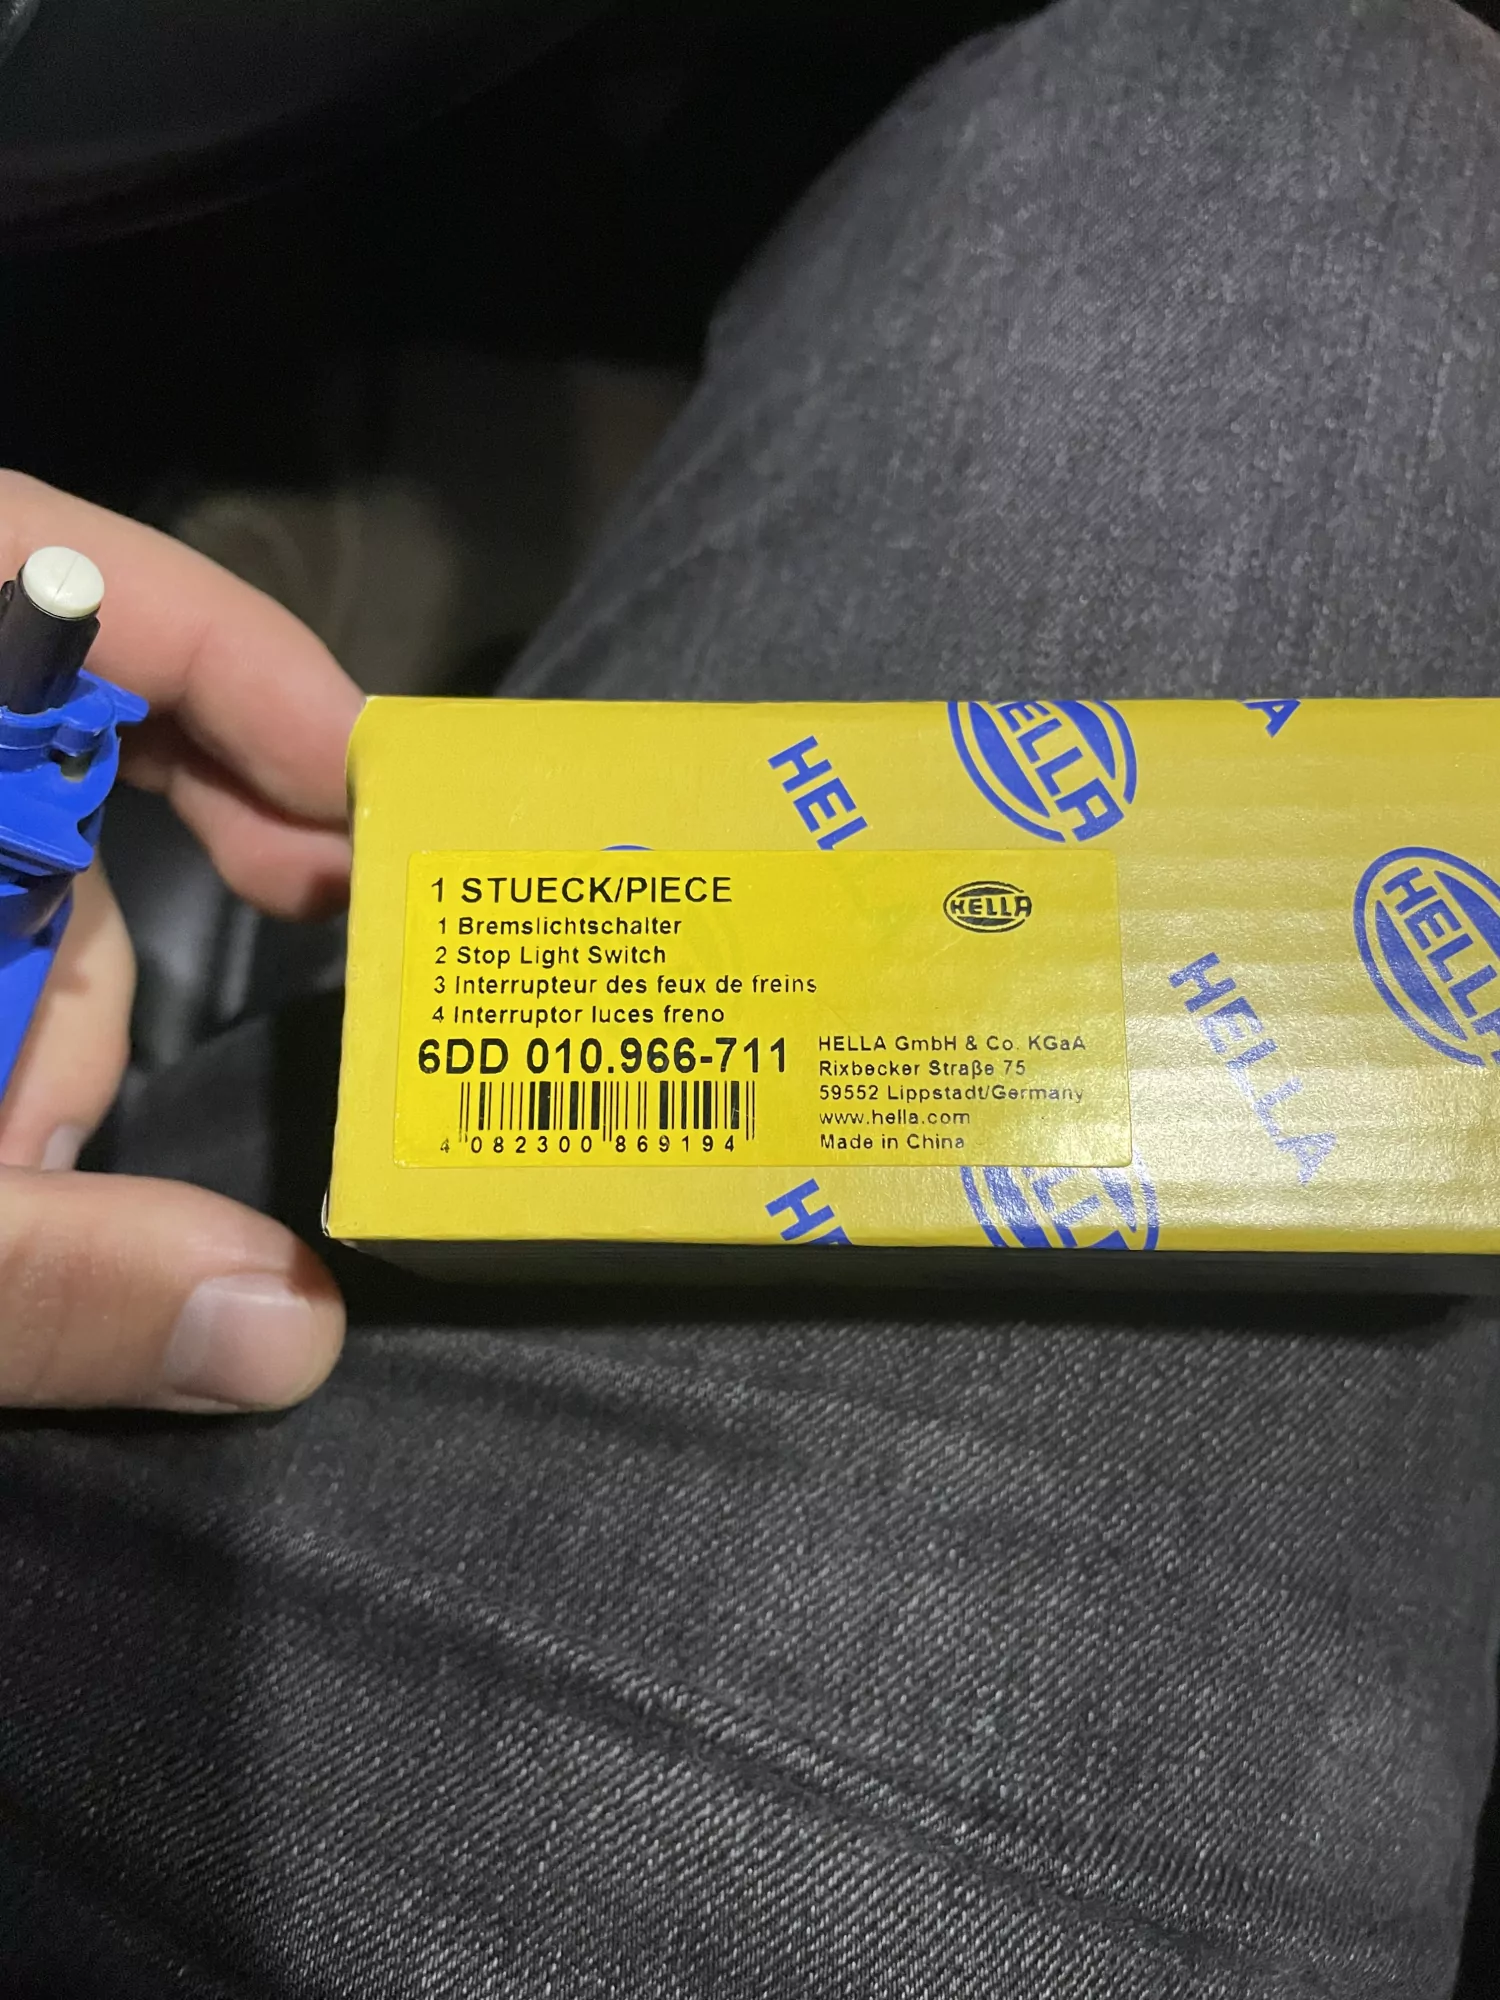 HELLA
A
HEL
HELLA
1 STUECK/PIECE
HELLA
1 Bremslichtschalter
2 Stop Light Switch
3 Interrupteur des feux de freins
4 Interruptor luces freno
6DD 010.966-711
HELLA GmbH & Co. KGaA
Rixbecker Straße 75
59552 Lippstadt/Germany
www.hella.com
Made in China
4 082300 869194
HELLA
HE